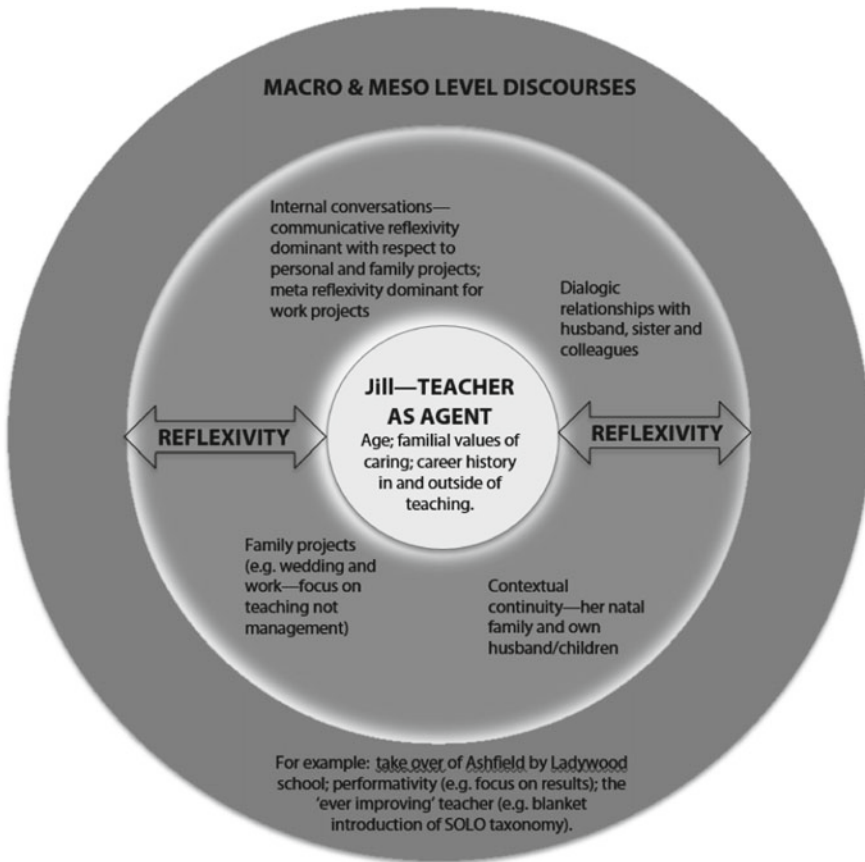 MACRO & MESO LEVEL DISCOURSES
Internal conversations—
communicative reflexivity
dominant with respect to
personal and family projects;
meta reflexivity dominant for
work projects
Dialogic
relationships with
husband, sister and
colleagues
Jill—TEACHER
AS AGENT
Age; familial values of
caring; career history
in and outside of
teaching.
REFLEXIVITY
REFLEXIVITY
Family projects
(e.g. wedding and
work—focus on
teaching not
management)
Contextual
continuity—her natal
family and own
husband/children
For example: take over of Ashfield by Ladywood
school; performativity (e.g. focus on results); the
‘ever improving’ teacher (e.g. blanket
introduction of SOLO taxonomy).